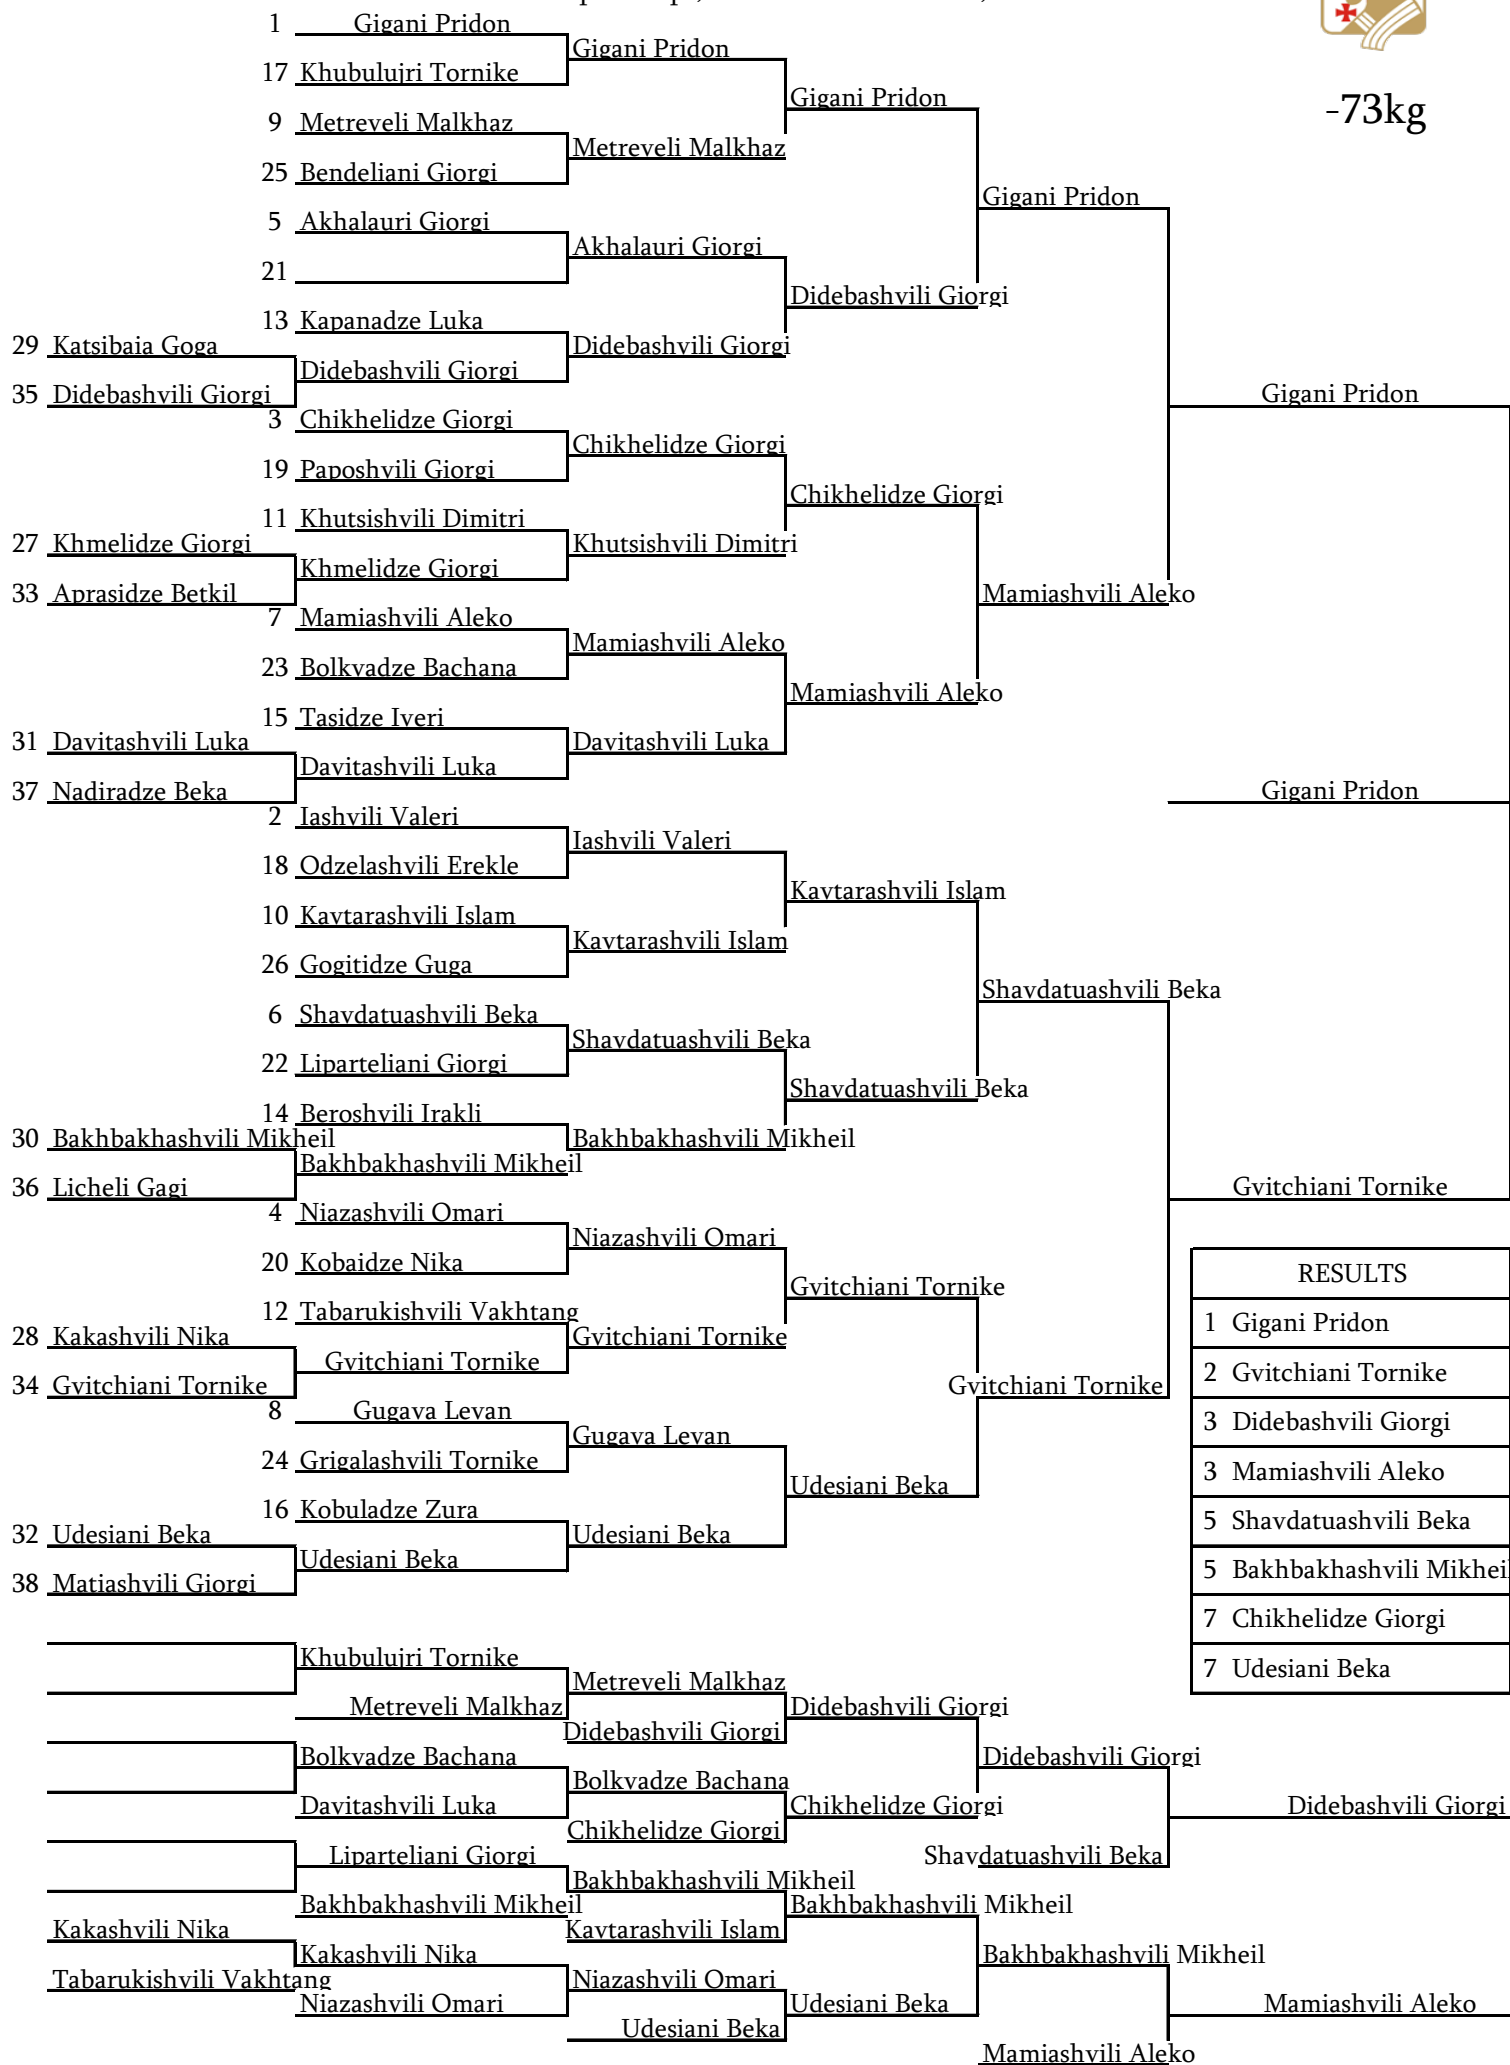 1 Gigani Pridon
Gigani Pridon
17 Khubulujri Tornike
Gigani Pridon
-73kg
9 Metreveli Malkhaz
Metreveli Malkhaz
25 Bendeliani Giorgi
Gigani Pridon
5 Akhalauri Giorgi
Akhalauri Giorgi
21
Didebashvili Giorgi
13 Kapanadze Luka
29 Katsibaia Goga
Didebashvili Giorgi
Didebashvili Giorgi
35 Didebashvili Giorgi
Gigani Pridon
3 Chikhelidze Giorgi
Chikhelidze Giorgi
19 Paposhvili Giorgi
Chikhelidze Giorgi
11 Khutsishvili Dimitri
27 Khmelidze Giorgi
Khutsishvili Dimitri
Khmelidze Giorgi
33 Aprasidze Betkil
Mamiashvili Aleko
7 Mamiashvili Aleko
Mamiashvili Aleko
23 Bolkvadze Bachana
Mamiashvili Aleko
15 Tasidze Iveri
31 Davitashvili Luka
Davitashvili Luka
Davitashvili Luka
37 Nadiradze Beka
Gigani Pridon
2 Iashvili Valeri
Iashvili Valeri
18 Odzelashvili Erekle
Kavtarashvili Islam
10 Kavtarashvili Islam
Kavtarashvili Islam
26 Gogitidze Guga
Shavdatuashvili Beka
6 Shavdatuashvili Beka
Shavdatuashvili Beka
22 Liparteliani Giorgi
Shavdatuashvili Beka
14 Beroshvili Irakli
30 Bakhbakhashvili Mikheil
Bakhbakhashvili Mikheil
Bakhbakhashvili Mikheil
36 Licheli Gagi
Gvitchiani Tornike
4 Niazashvili Omari
Niazashvili Omari
20 Kobaidze Nika
Gvitchiani Tornike
12 Tabarukishvili Vakhtang
28 Kakashvili Nika
Gvitchiani Tornike
Gvitchiani Tornike
34 Gvitchiani Tornike
Gvitchiani Tornike
8 Gugava Levan
Gugava Levan
24 Grigalashvili Tornike
Udesiani Beka
16 Kobuladze Zura
32 Udesiani Beka
Udesiani Beka
Udesiani Beka
38 Matiashvili Giorgi
RESULTS
1 Gigani Pridon
2 Gvitchiani Tornike
3 Didebashvili Giorgi
3 Mamiashvili Aleko
5 Shavdatuashvili Beka
5 Bakhbakhashvili Mikheil
7 Chikhelidze Giorgi
7 Udesiani Beka
Khubulujri Tornike
Metreveli Malkhaz
Metreveli Malkhaz
Didebashvili Giorgi
Didebashvili Giorgi
Bolkvadze Bachana
Didebashvili Giorgi
Bolkvadze Bachana
Davitashvili Luka
Chikhelidze Giorgi
Didebashvili Giorgi
Chikhelidze Giorgi
Liparteliani Giorgi
Shavdatuashvili Beka
Bakhbakhashvili Mikheil
Bakhbakhashvili Mikheil
Bakhbakhashvili Mikheil
Kakashvili Nika
Kavtarashvili Islam
Kakashvili Nika
Bakhbakhashvili Mikheil
Tabarukishvili Vakhtang
Niazashvili Omari
Niazashvili Omari
Udesiani Beka
Mamiashvili Aleko
Udesiani Beka
Mamiashvili Aleko